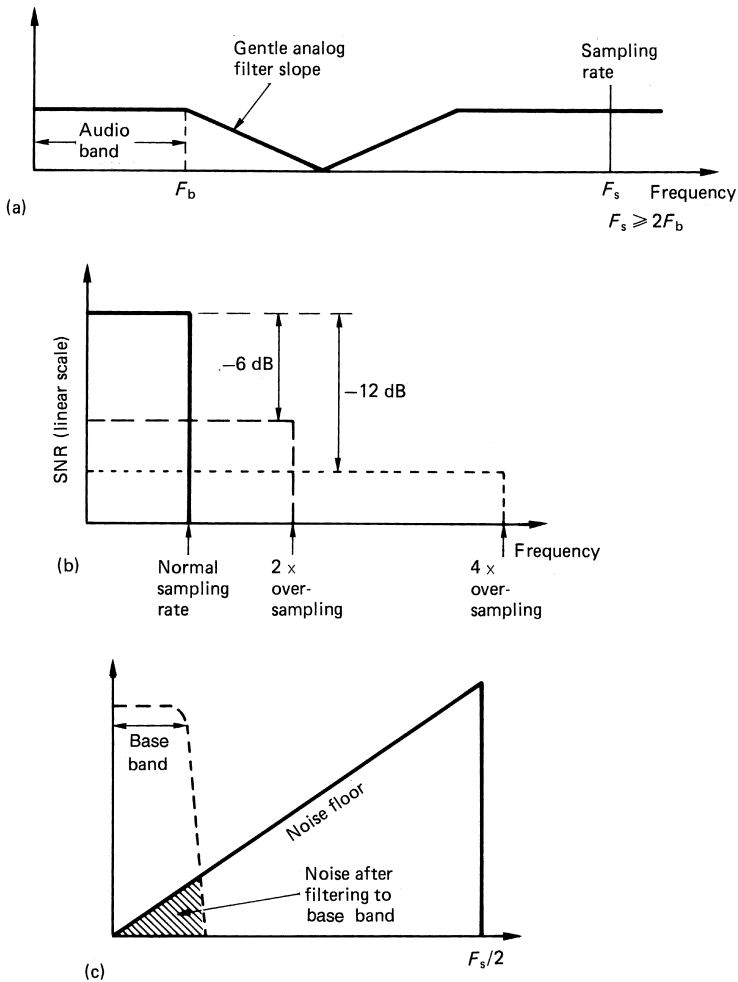 Gentle analog
filter slope
Sampling
rate
Audio
band
F_b
F_s
Frequency
(a)
F_s ⩾ 2F_b
SNR (linear scale)
–6 dB
–12 dB
Frequency
(b)
Normal
sampling
rate
2 ×
over-
sampling
4 ×
over-
sampling
Base
band
Noise floor
Noise after
filtering to
base band
F_s/2
(c)